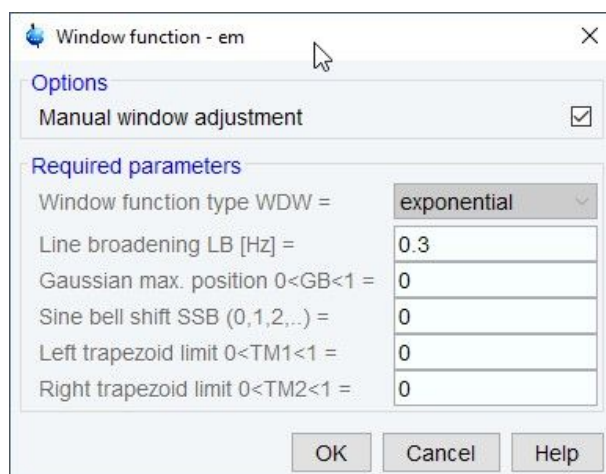 Window function - em
Options
Manual window adjustment
Required parameters
Window function type WDW = exponential
Line broadening LB [Hz] = 0.3
Gaussian max. position 0<GB<1 = 0
Sine bell shift SSB (0,1,2,..) = 0
Left trapezoid limit 0<TM1<1 = 0
Right trapezoid limit 0<TM2<1 = 0
OK Cancel Help